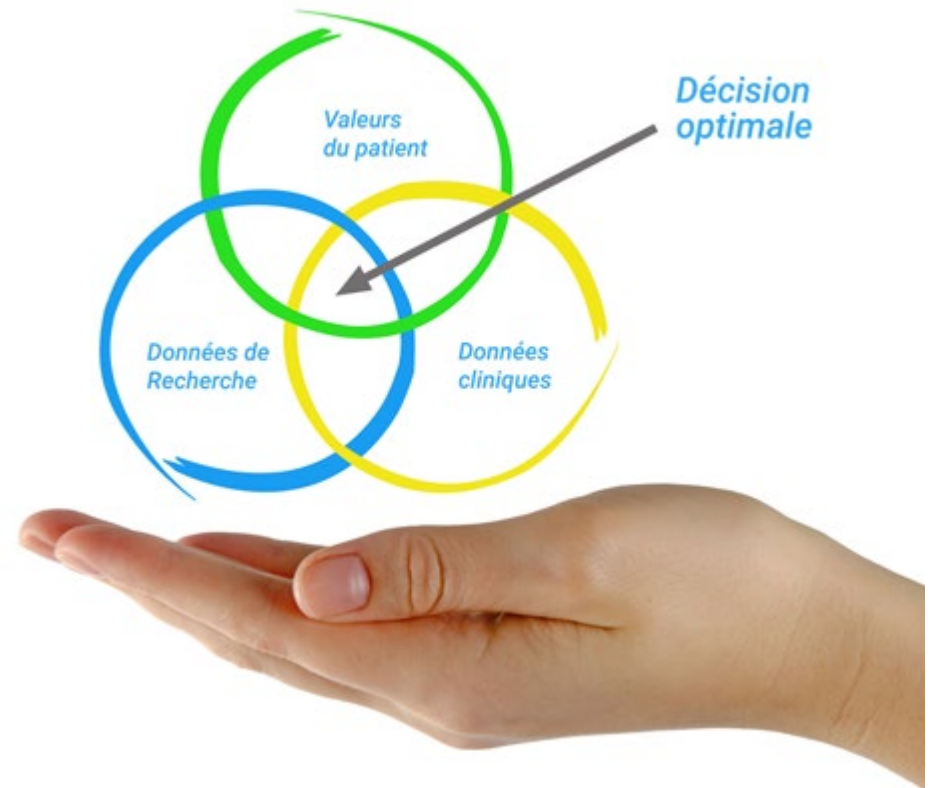 Valeurs
du patient
Décision
optimale
Données de
Recherche
Données
cliniques